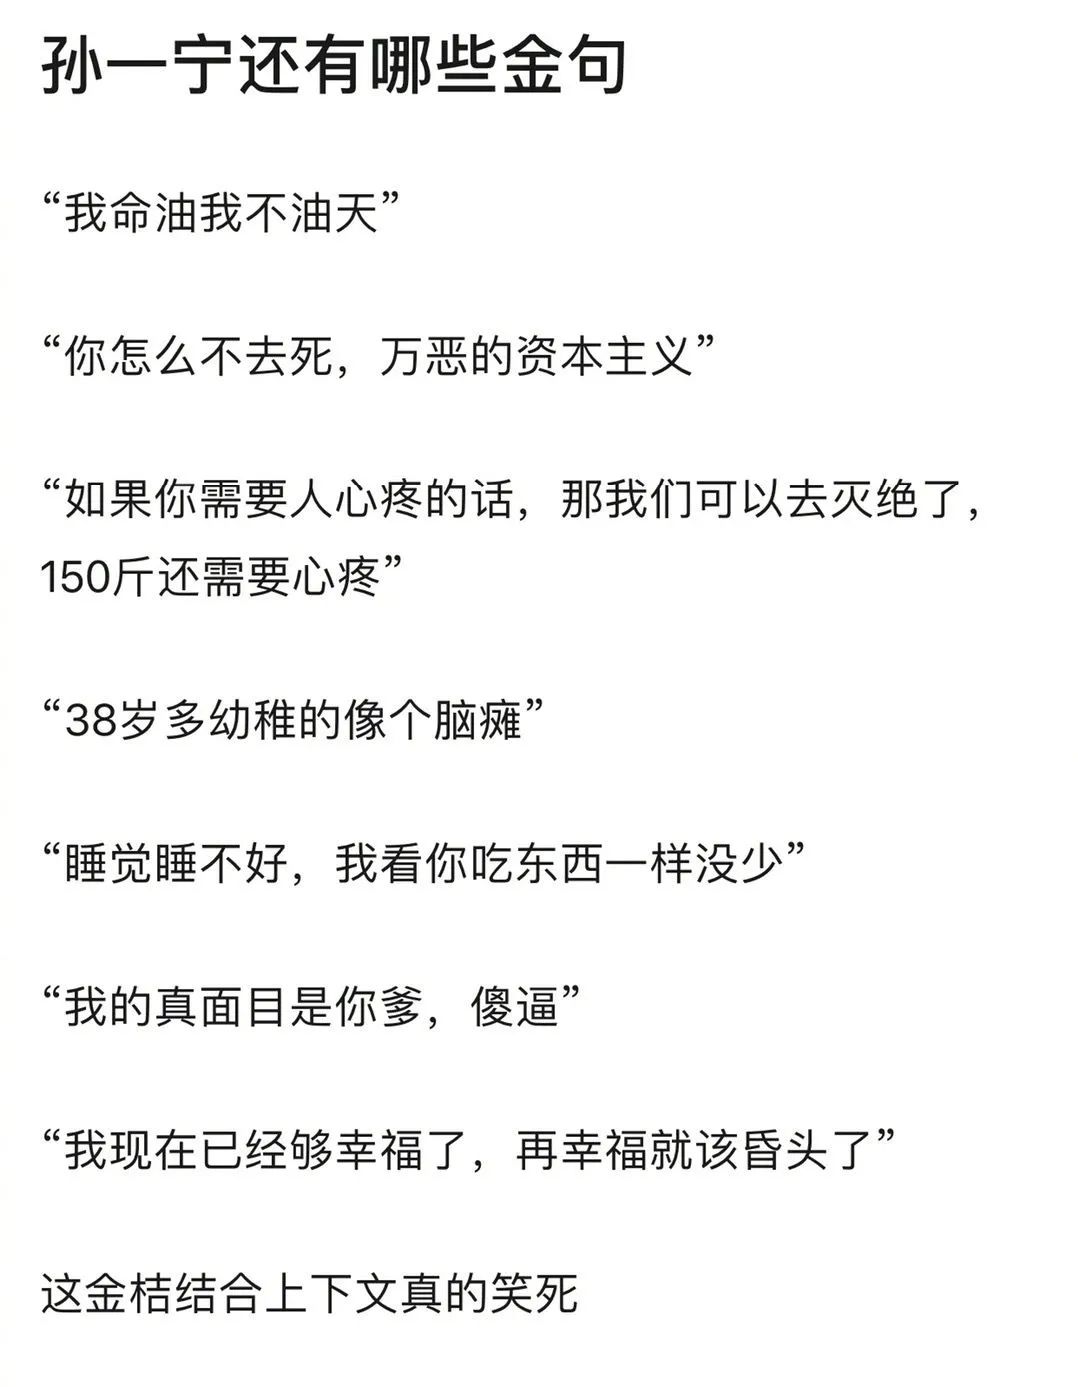 孙一宁还有哪些金句
“我命油我不油天”
“你怎么不去死，万恶的资本主义”
“如果你需要人心疼的话，那我们可以去灭绝了，
150斤还需要心疼”
“38岁多幼稚的像个脑瘫”
“睡觉睡不好，我看你吃东西一样没少”
“我的真面目是你爹，傻逼”
“我现在已经够幸福了，再幸福就该昏头了”
这金桔结合上下文真的笑死